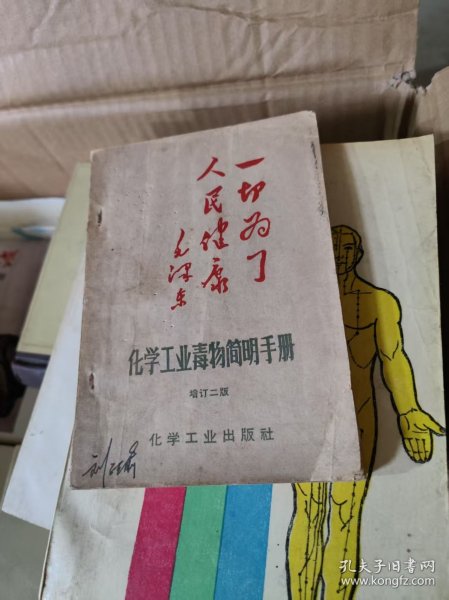 一切为了
人民健康
毛泽东
化学工业毒物简明手册
增订二版
化学工业出版社
孔夫子旧书网
www.kongfz.com